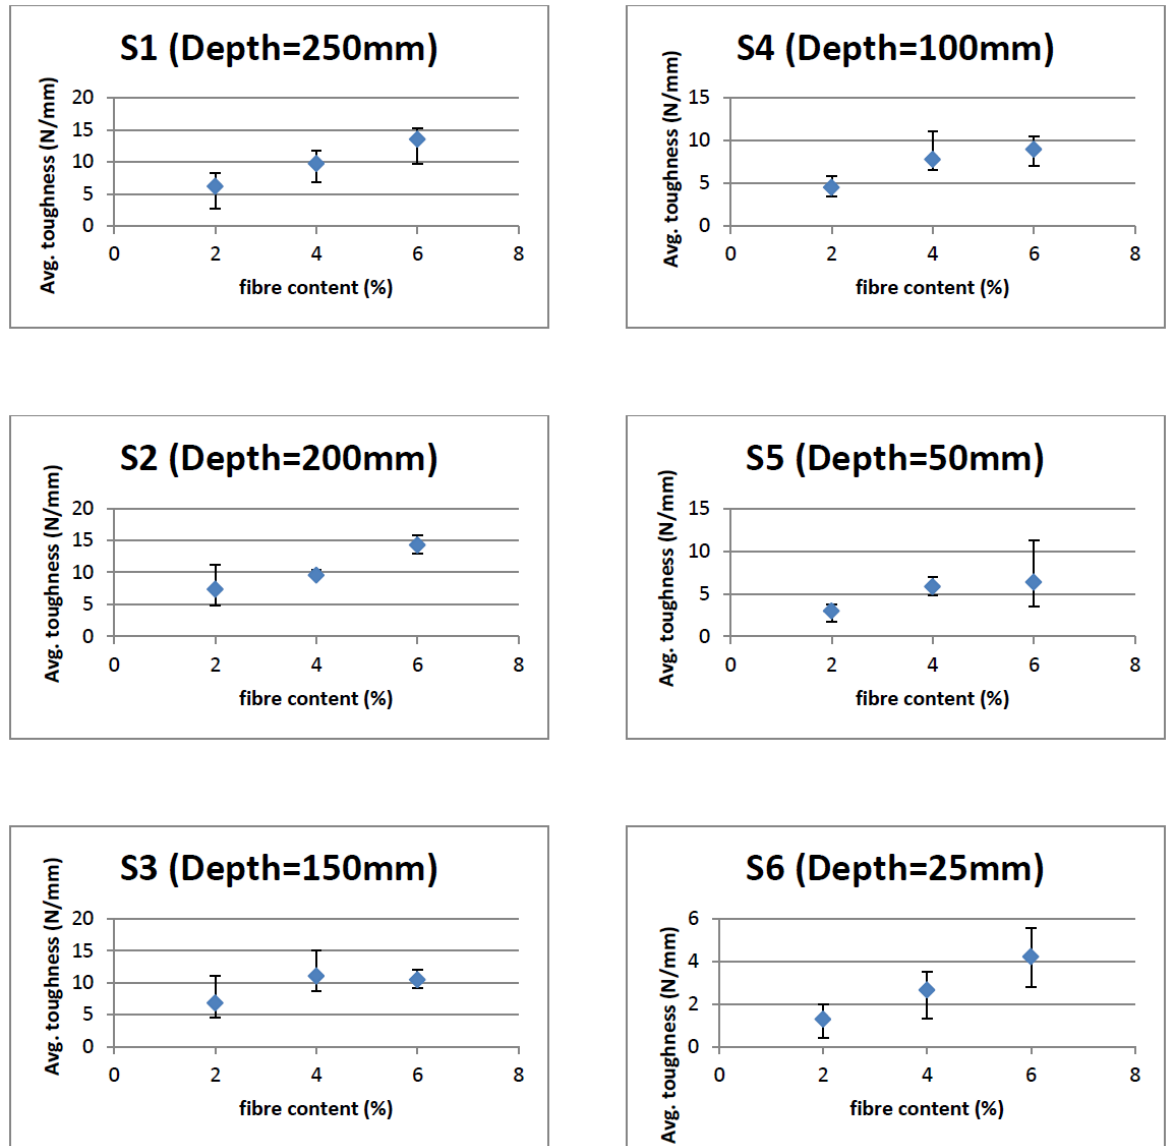 S1 (Depth=250mm)
Avg. toughness (N/mm)
20
15
10
5
0
0 2 4 6 8
fibre content (%)
S4 (Depth=100mm)
Avg. toughness (N/mm)
15
10
5
0
0 2 4 6 8
fibre content (%)
S2 (Depth=200mm)
Avg. toughness (N/mm)
20
15
10
5
0
0 2 4 6 8
fibre content (%)
S5 (Depth=50mm)
Avg. toughness (N/mm)
15
10
5
0
0 2 4 6 8
fibre content (%)
S3 (Depth=150mm)
Avg. toughness (N/mm)
20
15
10
5
0
0 2 4 6 8
fibre content (%)
S6 (Depth=25mm)
Avg. toughness (N/mm)
6
4
2
0
0 2 4 6 8
fibre content (%)